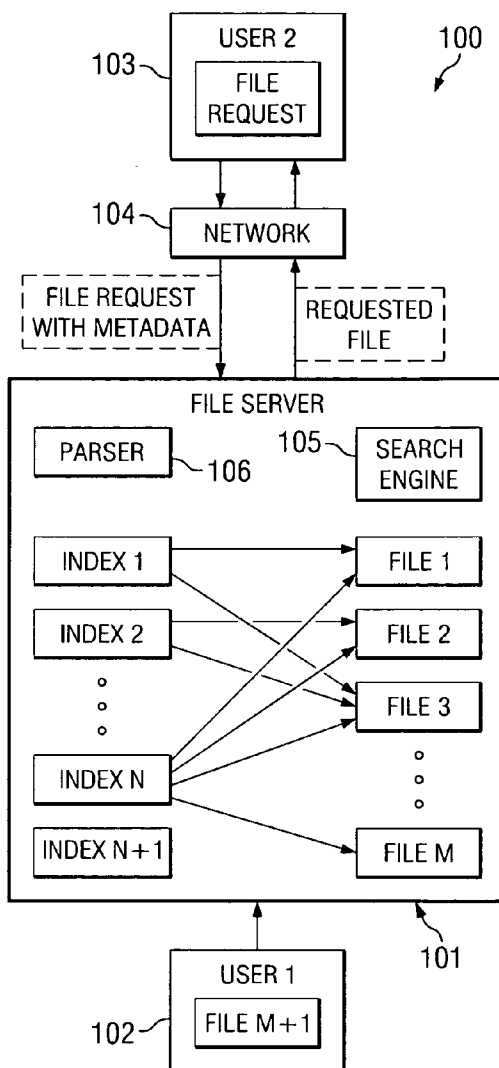 USER 2
100
103
FILE
REQUEST
104
NETWORK
FILE REQUEST
WITH METADATA
REQUESTED
FILE
FILE SERVER
PARSER
106
105
SEARCH
ENGINE
INDEX 1
FILE 1
INDEX 2
FILE 2
FILE 3
INDEX N
INDEX N+1
FILE M
101
USER 1
102
FILE M+1